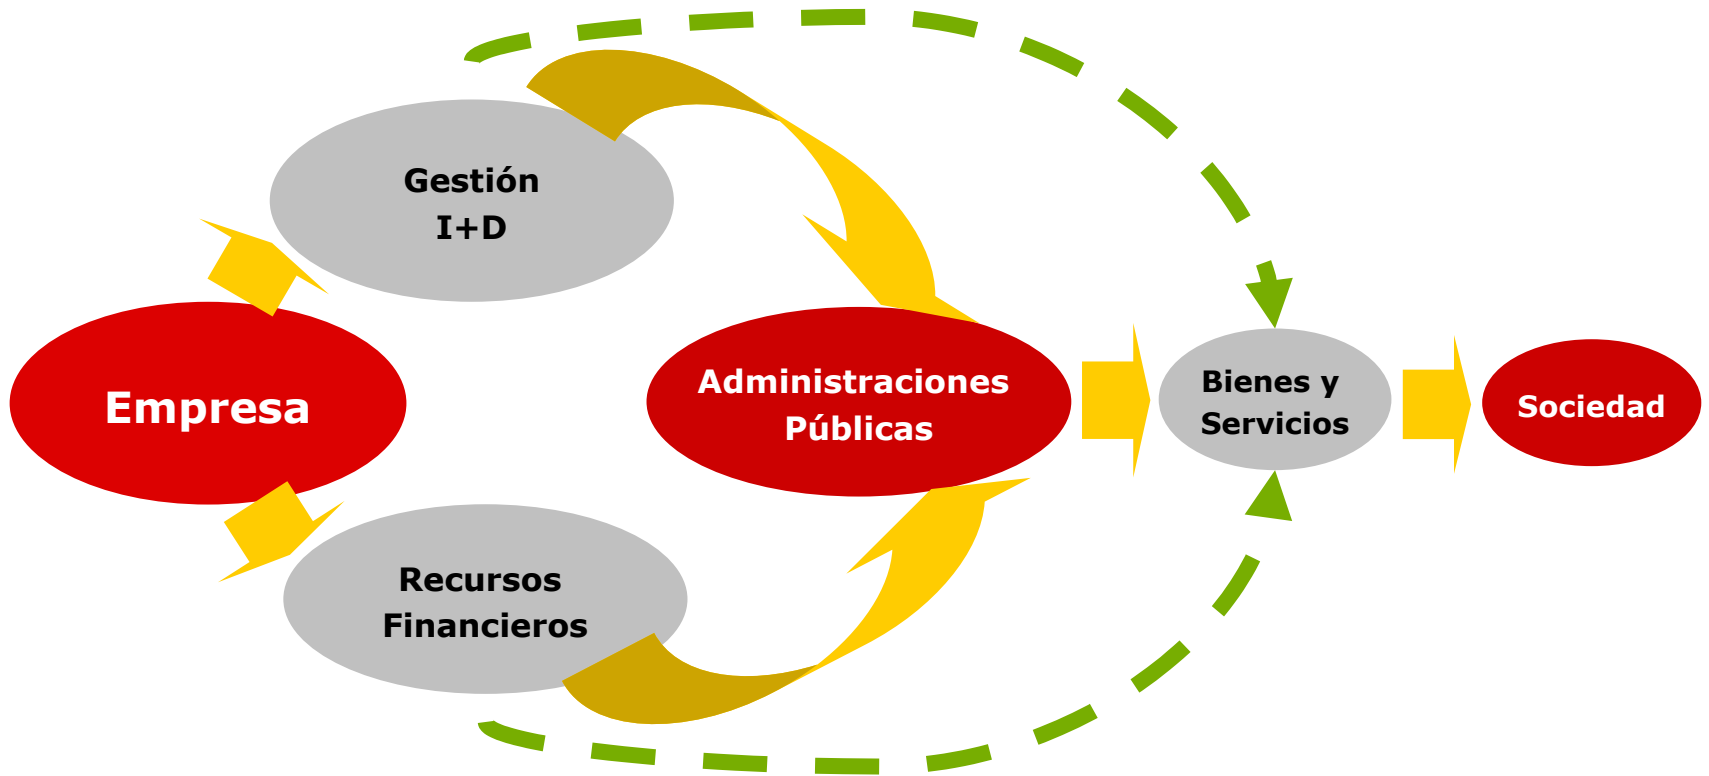 Gestión
I+D
Empresa
Administraciones
Públicas
Bienes y
Servicios
Sociedad
Recursos
Financieros